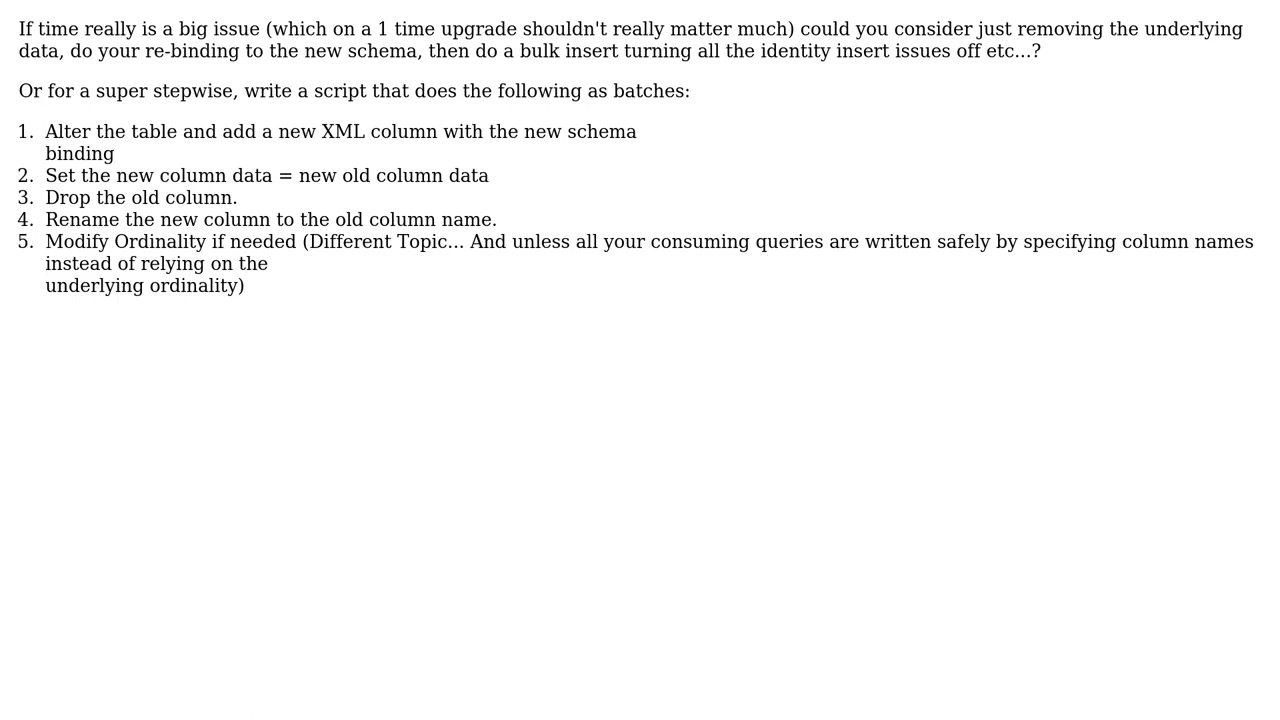 If time really is a big issue (which on a 1 time upgrade shouldn't really matter much) could you consider just removing the underlying
data, do your re-binding to the new schema, then do a bulk insert turning all the identity insert issues off etc...?
Or for a super stepwise, write a script that does the following as batches:
1. Alter the table and add a new XML column with the new schema
binding
2. Set the new column data = new old column data
3. Drop the old column.
4. Rename the new column to the old column name.
5. Modify Ordinality if needed (Different Topic... And unless all your consuming queries are written safely by specifying column names
instead of relying on the
underlying ordinality)